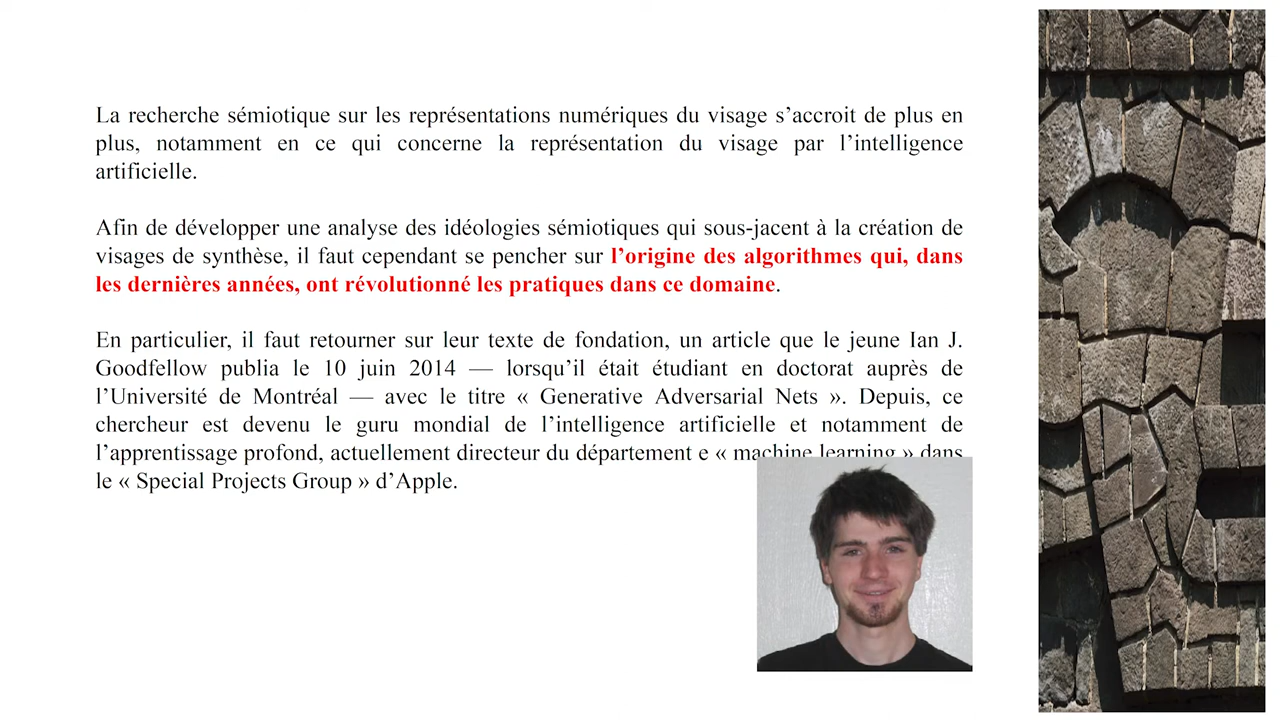 La recherche sémiotique sur les représentations numériques du visage s’accroit de plus en
plus, notamment en ce qui concerne la représentation du visage par l’intelligence
artificielle.
Afin de développer une analyse des idéologies sémiotiques qui sous-jacent à la création de
visages de synthèse, il faut cependant se pencher sur l’origine des algorithmes qui, dans
les dernières années, ont révolutionné les pratiques dans ce domaine.
En particulier, il faut retourner sur leur texte de fondation, un article que le jeune Ian J.
Goodfellow publia le 10 juin 2014 — lorsqu’il était étudiant en doctorat auprès de
l’Université de Montréal — avec le titre « Generative Adversarial Nets ». Depuis, ce
chercheur est devenu le guru mondial de l’intelligence artificielle et notamment de
l’apprentissage profond, actuellement directeur du département e « machine learning » dans
le « Special Projects Group » d’Apple.